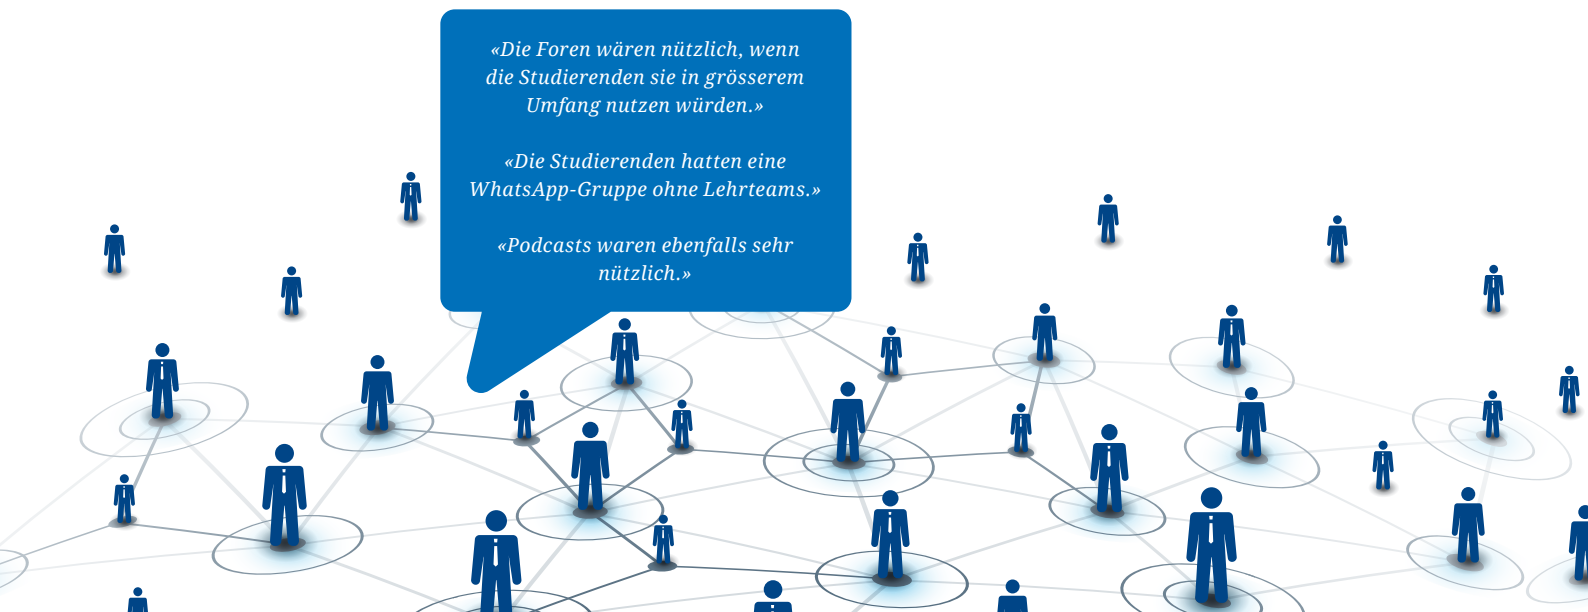 «Die Foren wären nützlich, wenn
die Studierenden sie in grösserem
Umfang nutzen würden.»
«Die Studierenden hatten eine
WhatsApp-Gruppe ohne Lehrteams.»
«Podcasts waren ebenfalls sehr
nützlich.»